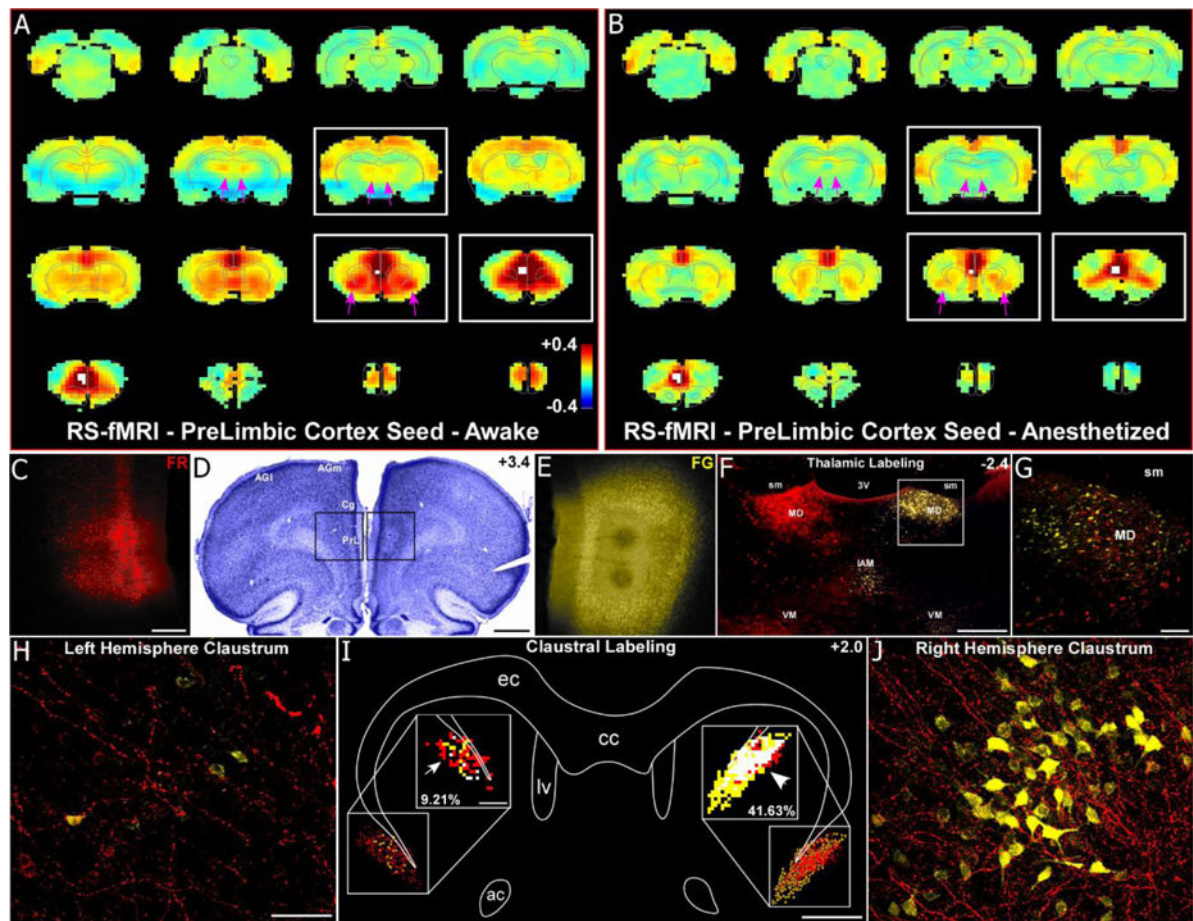 A
B
+0.4
-0.4
RS-fMRI - PreLimbic Cortex Seed - Awake
RS-fMRI - PreLimbic Cortex Seed - Anesthetized
C
FR
D
+3.4
AGm
AGl
Cg
PrL
E
FG
F
Thalamic Labeling
-2.4
sm
3V
sm
MD
MD
IAM
VM
VM
G
sm
MD
H
Left Hemisphere Claustrum
I
Claustral Labeling
+2.0
ec
cc
lv
9.21%
41.63%
ac
J
Right Hemisphere Claustrum